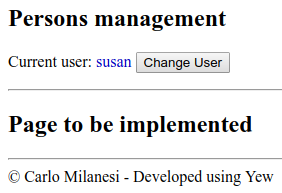 Persons management
Current user: susan Change User
Page to be implemented
© Carlo Milanesi - Developed using Yew